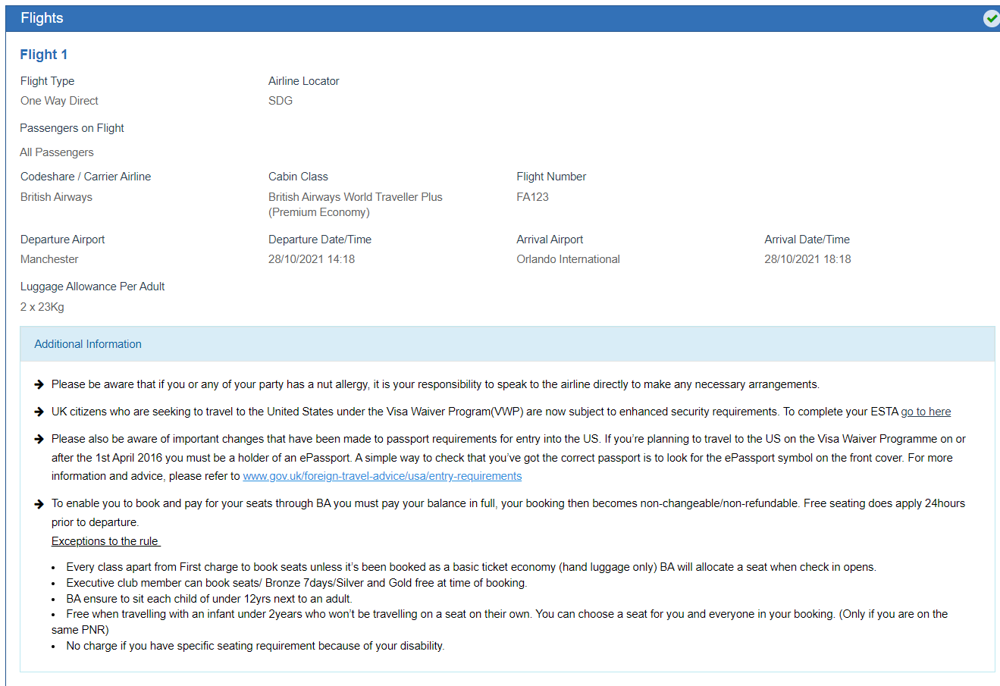 Flights
Flight 1
Flight Type Airline Locator
One Way Direct SDG
Passengers on Flight
All Passengers
Codeshare / Carrier Airline Cabin Class Flight Number
British Airways British Airways World Traveller Plus FA123
(Premium Economy)
Departure Airport Departure Date/Time Arrival Airport Arrival Date/Time
Manchester 28/10/2021 14:18 Orlando International 28/10/2021 18:18
Luggage Allowance Per Adult
2 x 23Kg
Additional Information
Please be aware that if you or any of your party has a nut allergy, it is your responsibility to speak to the airline directly to make any necessary arrangements.
UK citizens who are seeking to travel to the United States under the Visa Waiver Program(VWP) are now subject to enhanced security requirements. To complete your ESTA go to here
Please also be aware of important changes that have been made to passport requirements for entry into the US. If you’re planning to travel to the US on the Visa Waiver Programme on or
after the 1st April 2016 you must be a holder of an ePassport. A simple way to check that you’ve got the correct passport is to look for the ePassport symbol on the front cover. For more
information and advice, please refer to www.gov.uk/foreign-travel-advice/usa/entry-requirements
To enable you to book and pay for your seats through BA you must pay your balance in full, your booking then becomes non-changeable/non-refundable. Free seating does apply 24hours
prior to departure.
Exceptions to the rule
• Every class apart from First charge to book seats unless it’s been booked as a basic ticket economy (hand luggage only) BA will allocate a seat when check in opens.
• Executive club member can book seats/ Bronze 7days/Silver and Gold free at time of booking.
• BA ensure to sit each child of under 12yrs next to an adult.
• Free when travelling with an infant under 2years who won’t be travelling on a seat on their own. You can choose a seat for you and everyone in your booking. (Only if you are on the
same PNR)
• No charge if you have specific seating requirement because of your disability.